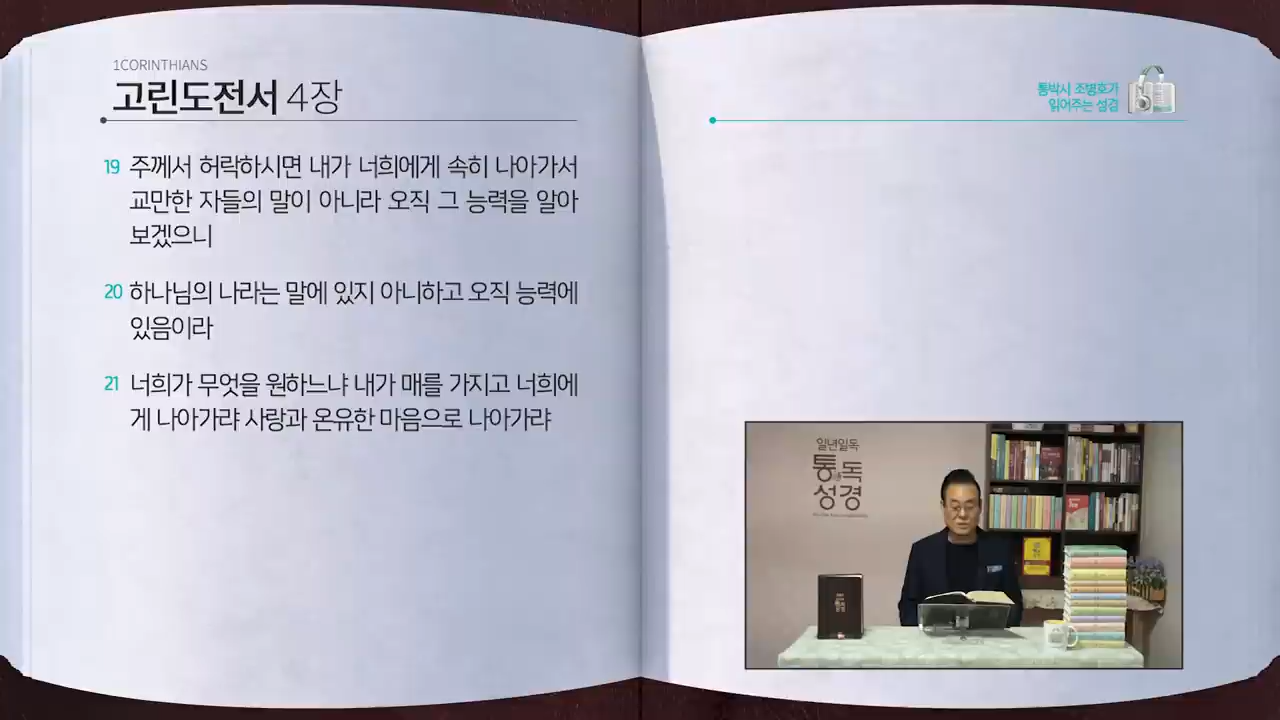 1CORINTHIANS
고린도전서 4장
19 주께서 허락하시면 내가 너희에게 속히 나아가서
교만한 자들의 말이 아니라 오직 그 능력을 알아
보겠으니
20 하나님의 나라는 말에 있지 아니하고 오직 능력에
있음이라
21 너희가 무엇을 원하느냐 내가 매를 가지고 너희에
게 나아가랴 사랑과 온유한 마음으로 나아가랴
통박사 조병호가
읽어주는 성경
일년일독
통독
성경